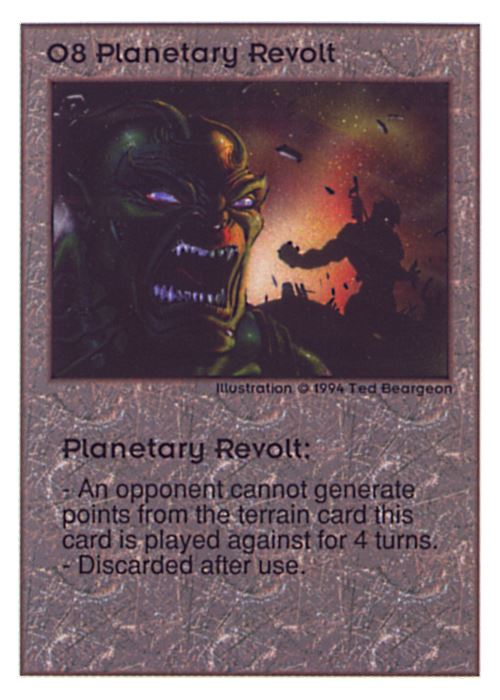 O8 Planetary Revolt
Illustration © 1994 Ted Beargeon
Planetary Revolt:
- An opponent cannot generate
points from the terrain card this
card is played against for 4 turns.
- Discarded after use.